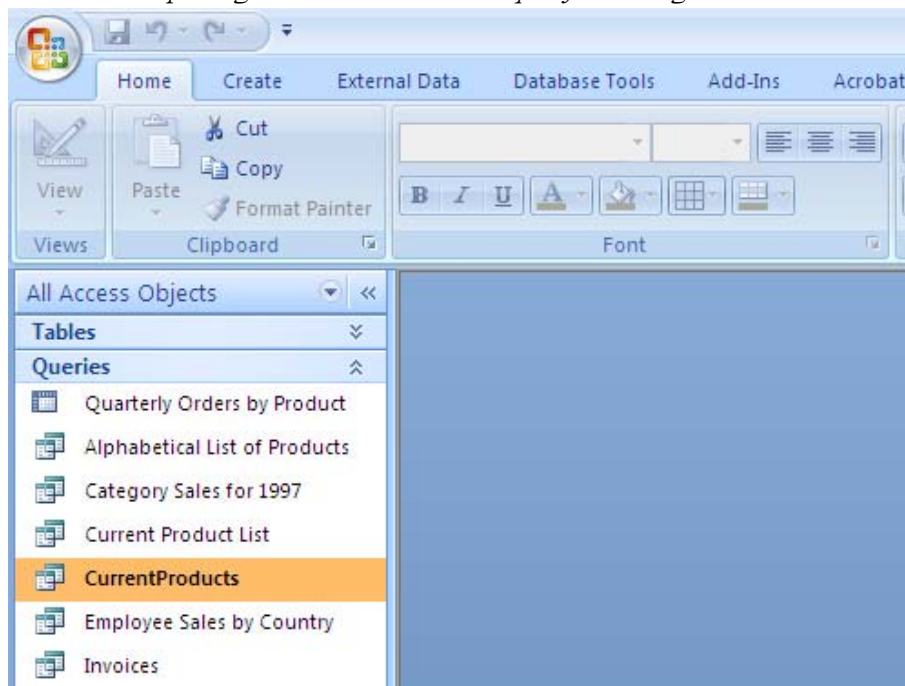 Home Create External Data Database Tools Add-Ins Acrobat
View
Paste
Cut
Copy
Format Painter
B I U A
Views Clipboard Font
All Access Objects
Tables
Queries
Quarterly Orders by Product
Alphabetical List of Products
Category Sales for 1997
Current Product List
CurrentProducts
Employee Sales by Country
Invoices